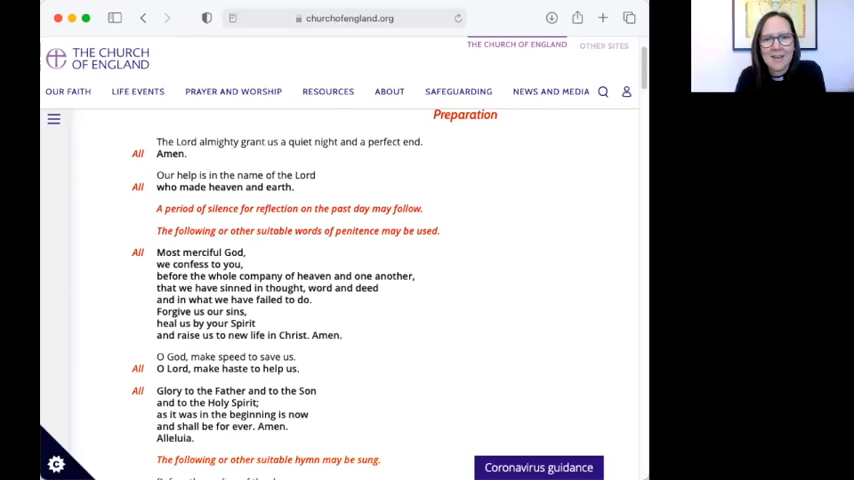 churchofengland.org
THE CHURCH OF ENGLAND
OTHER SITES
THE CHURCH
OF ENGLAND
OUR FAITH
LIFE EVENTS
PRAYER AND WORSHIP
RESOURCES
ABOUT
SAFEGUARDING
NEWS AND MEDIA
Preparation
The Lord almighty grant us a quiet night and a perfect end.
All Amen.
Our help is in the name of the Lord
All who made heaven and earth.
A period of silence for reflection on the past day may follow.
The following or other suitable words of penitence may be used.
All Most merciful God,
we confess to you,
before the whole company of heaven and one another,
that we have sinned in thought, word and deed
and in what we have failed to do.
Forgive us our sins,
heal us by your Spirit
and raise us to new life in Christ. Amen.
O God, make speed to save us.
All O Lord, make haste to help us.
All Glory to the Father and to the Son
and to the Holy Spirit;
as it was in the beginning is now
and shall be for ever. Amen.
Alleluia.
The following or other suitable hymn may be sung.
Coronavirus guidance